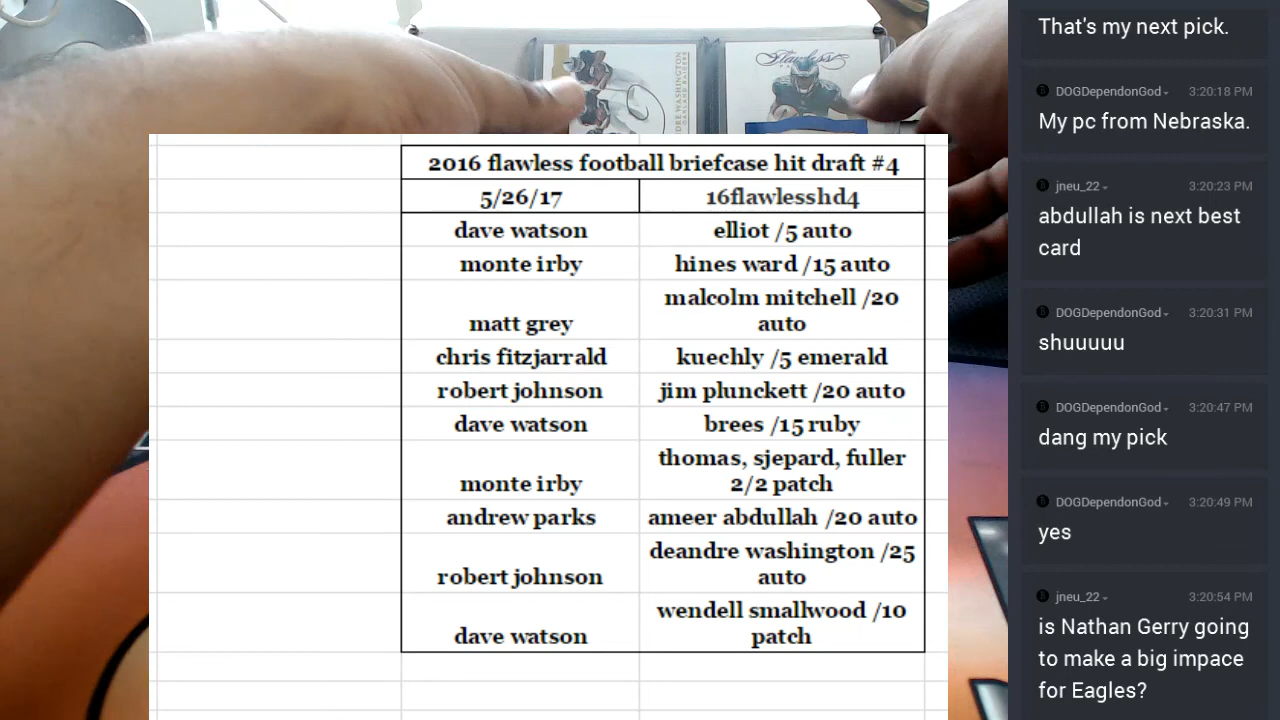 Flawless
DRE WASHINGTON
OAKLAND RAIDERS
2016 flawless football briefcase hit draft #4
5/26/17 16flawlesshd4
dave watson elliot /5 auto
monte irby hines ward /15 auto
malcolm mitchell /20
matt grey auto
chris fitzjarrald kuechly /5 emerald
robert johnson jim plunckett /20 auto
dave watson brees /15 ruby
thomas, sjepard, fuller
monte irby 2/2 patch
andrew parks ameer abdullah /20 auto
deandre washington /25
robert johnson auto
wendell smallwood /10
dave watson patch
That's my next pick.
DOGDependonGod 3:20:18 PM
My pc from Nebraska.
jneu_22 3:20:23 PM
abdullah is next best
card
DOGDependonGod 3:20:31 PM
shuuuuu
DOGDependonGod 3:20:47 PM
dang my pick
DOGDependonGod 3:20:49 PM
yes
jneu_22 3:20:54 PM
is Nathan Gerry going
to make a big impace
for Eagles?